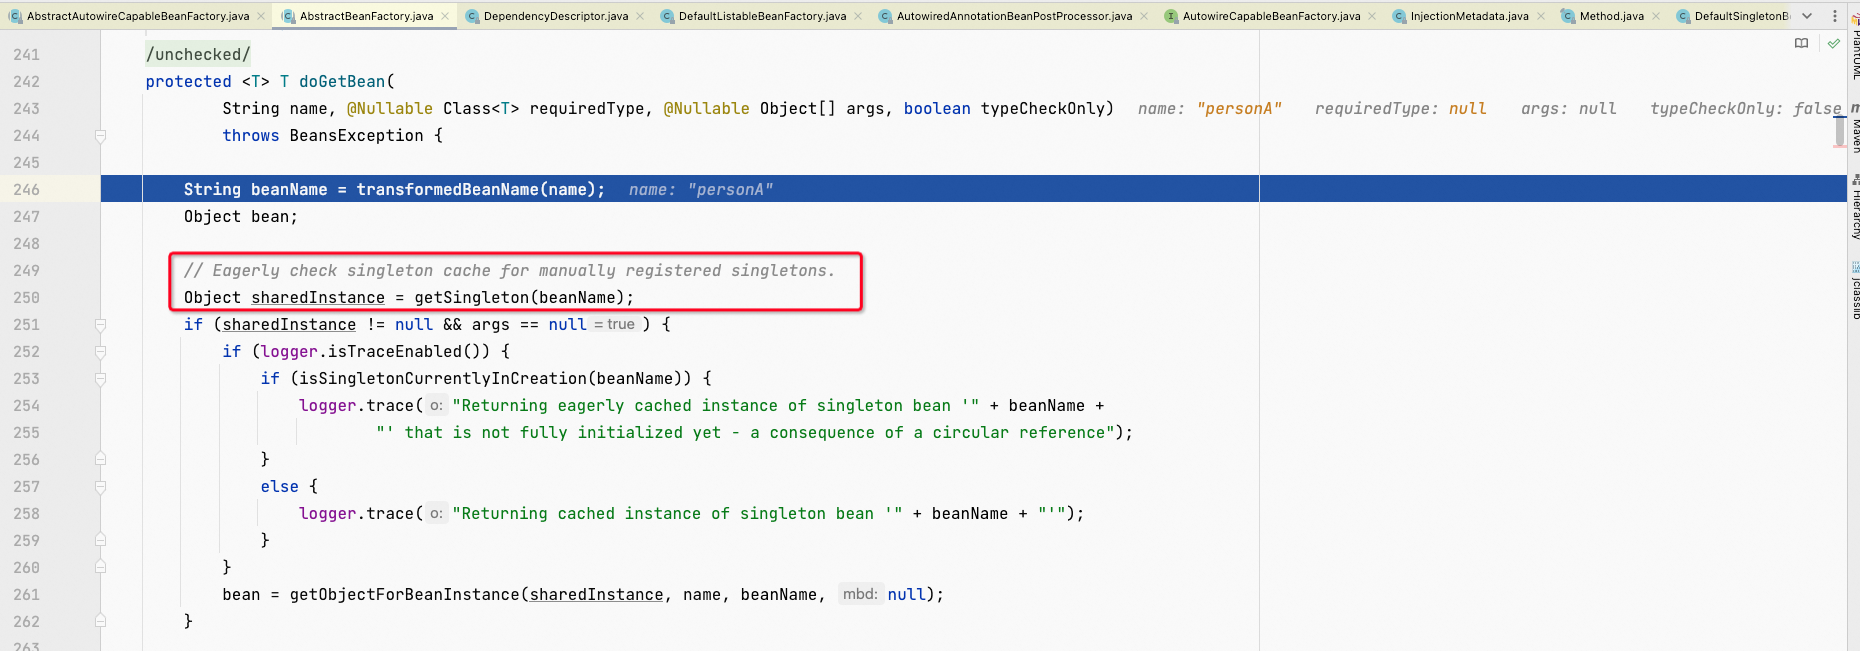 AbstractAutowireCapableBeanFactory.java
AbstractBeanFactory.java
DependencyDescriptor.java
DefaultListableBeanFactory.java
AutowiredAnnotationBeanPostProcessor.java
AutowireCapableBeanFactory.java
InjectionMetadata.java
Method.java
DefaultSingletonB
241 /unchecked/
242 protected <T> T doGetBean(
243 String name, @Nullable Class<T> requiredType, @Nullable Object[] args, boolean typeCheckOnly) name: "personA" requiredType: null args: null typeCheckOnly: false
244 throws BeansException {
245
246 String beanName = transformedBeanName(name); name: "personA"
247 Object bean;
248
249 // Eagerly check singleton cache for manually registered singletons.
250 Object sharedInstance = getSingleton(beanName);
251 if (sharedInstance != null && args == null = true ) {
252 if (logger.isTraceEnabled()) {
253 if (isSingletonCurrentlyInCreation(beanName)) {
254 logger.trace( o: "Returning eagerly cached instance of singleton bean '" + beanName +
255 "' that is not fully initialized yet - a consequence of a circular reference");
256 }
257 else {
258 logger.trace( o: "Returning cached instance of singleton bean '" + beanName + "'");
259 }
260 }
261 bean = getObjectForBeanInstance(sharedInstance, name, beanName, mbd: null);
262 }
263
PlantUML
Maven
Hierarchy
jclasslib